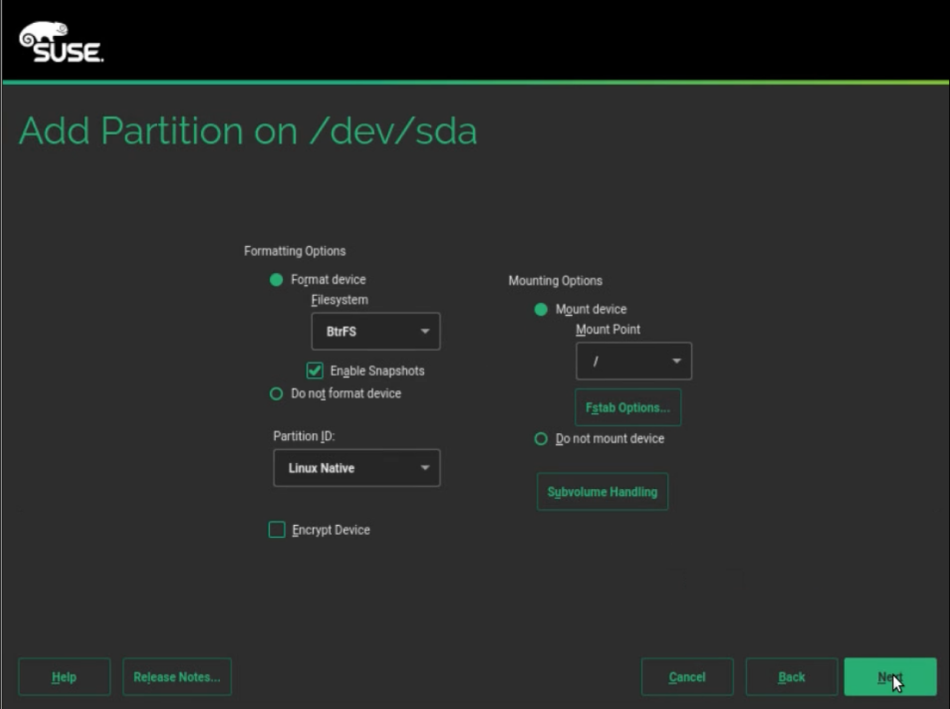 SUSE.
Add Partition on /dev/sda
Formatting Options
Format device
Filesystem
BtrFS
Enable Snapshots
Do not format device
Partition ID:
Linux Native
Encrypt Device
Mounting Options
Mount device
Mount Point
/
Fstab Options...
Do not mount device
Subvolume Handling
Help
Release Notes...
Cancel
Back
Next